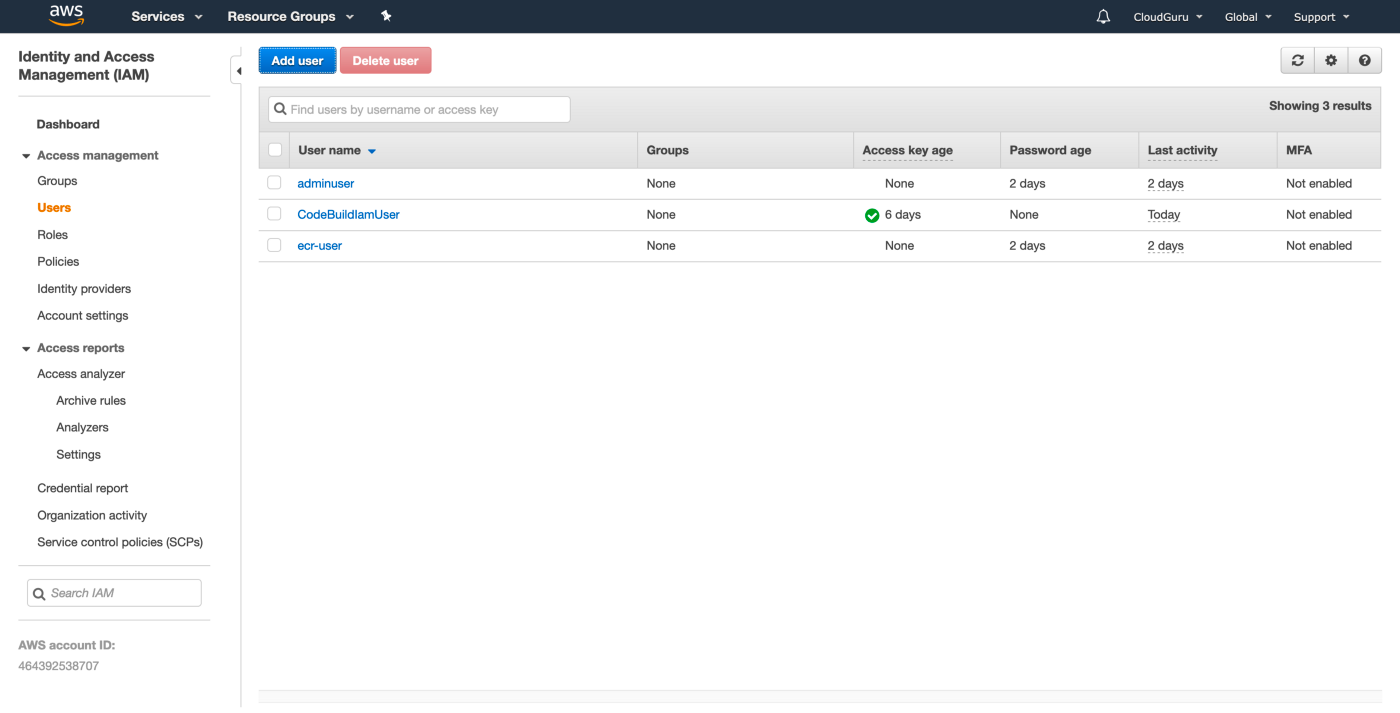 aws Services Resource Groups CloudGuru Global Support
Identity and Access
Management (IAM)
Dashboard
Access management
Groups
Users
Roles
Policies
Identity providers
Account settings
Access reports
Access analyzer
Archive rules
Analyzers
Settings
Credential report
Organization activity
Service control policies (SCPs)
Search IAM
AWS account ID:
464392538707
Add user Delete user
Find users by username or access key Showing 3 results
User name Groups Access key age Password age Last activity MFA
adminuser None None 2 days 2 days Not enabled
CodeBuildIamUser None 6 days None Today Not enabled
ecr-user None None 2 days 2 days Not enabled